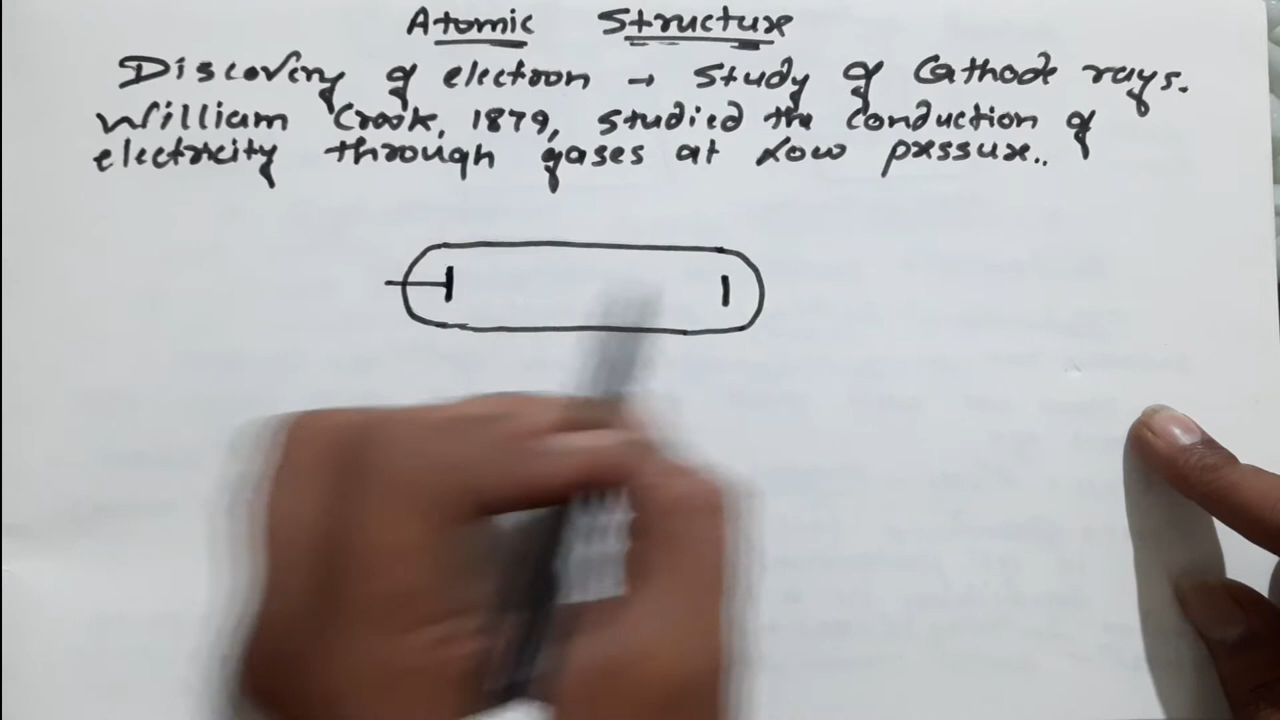 Atomic Structure
Discovery of electron → Study of Cathode rays.
William Crook, 1879, studied the conduction of
electricity through gases at Low prssure..